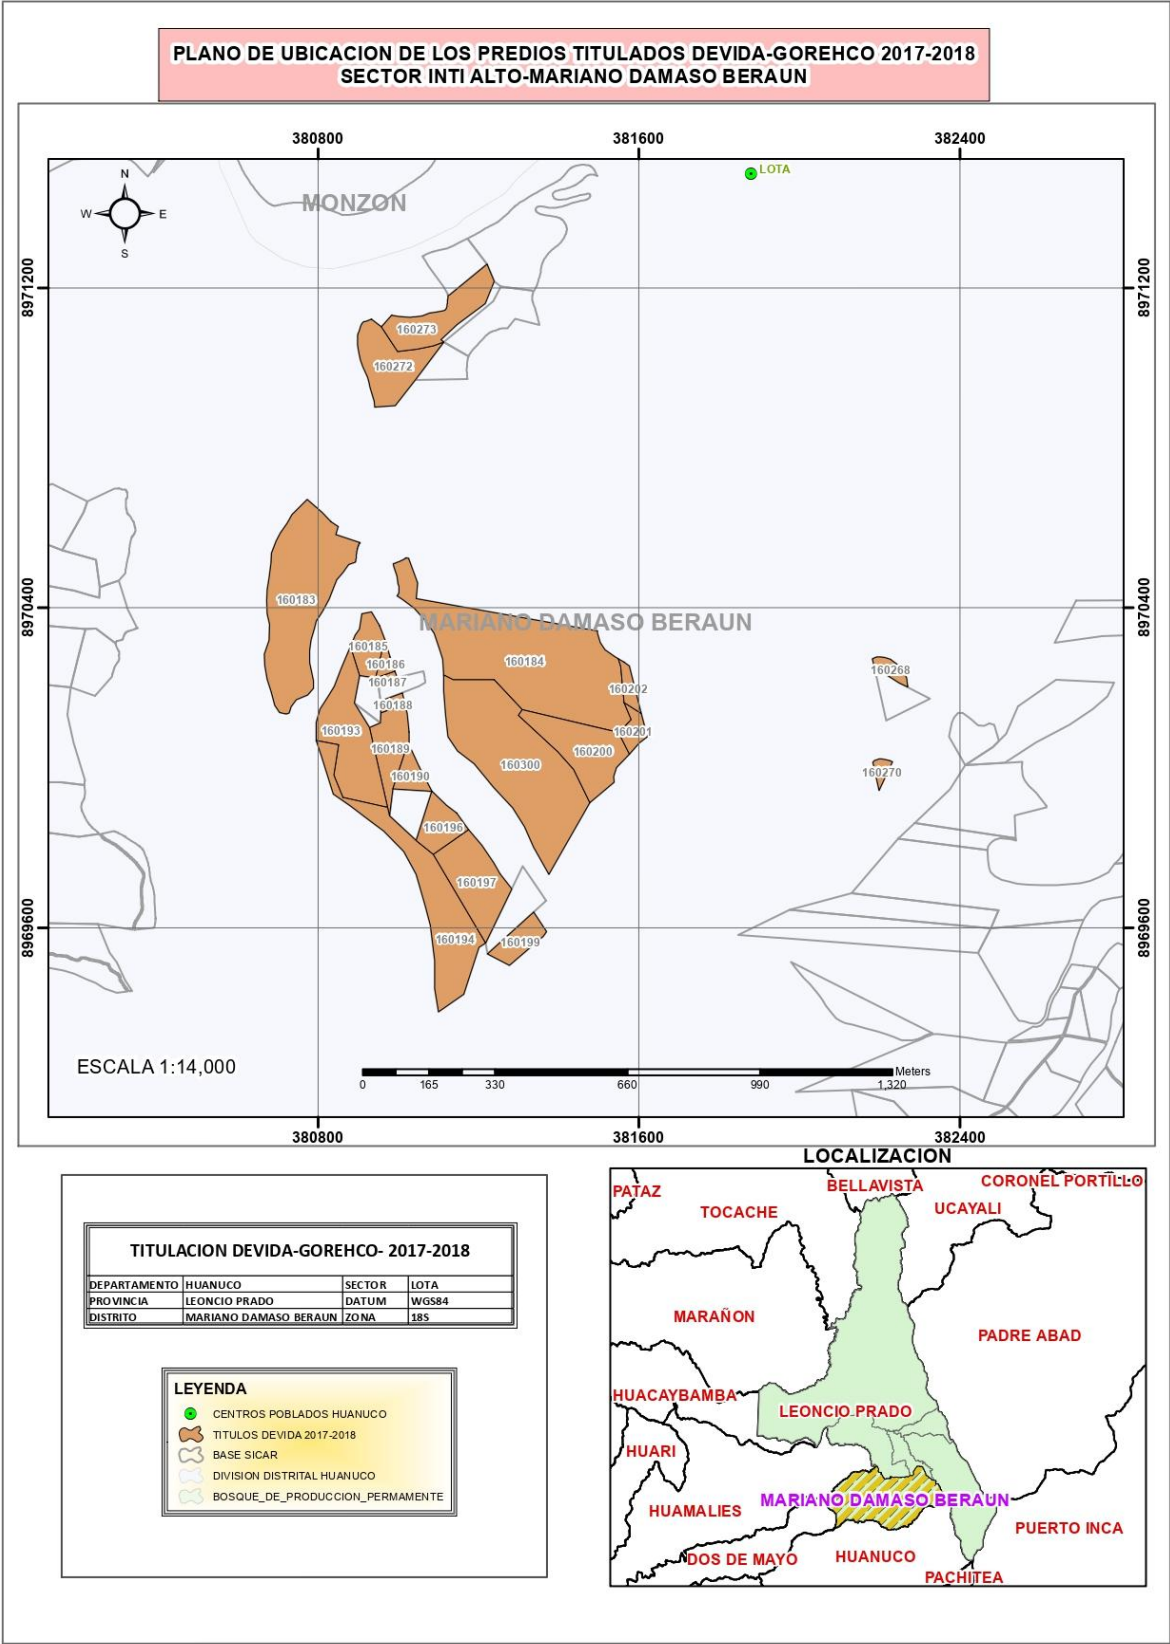 PLANO DE UBICACION DE LOS PREDIOS TITULADOS DEVIDA-GOREHCO 2017-2018
SECTOR INTI ALTO-MARIANO DAMASO BERAUN
380800 381600 382400
LOTA
MONZON
N
W E
S
8971200 8971200
160273
160272
160183
8970400 8970400
MARIANO DAMASO BERAUN
160185
160184
160186
160268
160187
160202
160188
160193
160201
160189
160200
160300
160190
160270
160196
160197
160194
160199
8969600 8969600
ESCALA 1:14,000
Meters
0 165 330 660 990 1,320
380800 381600 382400
LOCALIZACION
TITULACION DEVIDA-GOREHCO- 2017-2018
DEPARTAMENTO HUANUCO SECTOR LOTA
PROVINCIA LEONCIO PRADO DATUM WGS84
DISTRITO MARIANO DAMASO BERAUN ZONA 18S
LEYENDA
CENTROS POBLADOS HUANUCO
TITULOS DEVIDA 2017-2018
BASE SICAR
DIVISION DISTRITAL HUANUCO
BOSQUE_DE_PRODUCCION_PERMAMENTE
PATAZ
BELLAVISTA
CORONEL PORTILLO
TOCACHE
UCAYALI
MARAÑON
PADRE ABAD
HUACAYBAMBA
LEONCIO PRADO
HUARI
MARIANO DAMASO BERAUN
HUAMALIES
PUERTO INCA
DOS DE MAYO
HUANUCO
PACHITEA